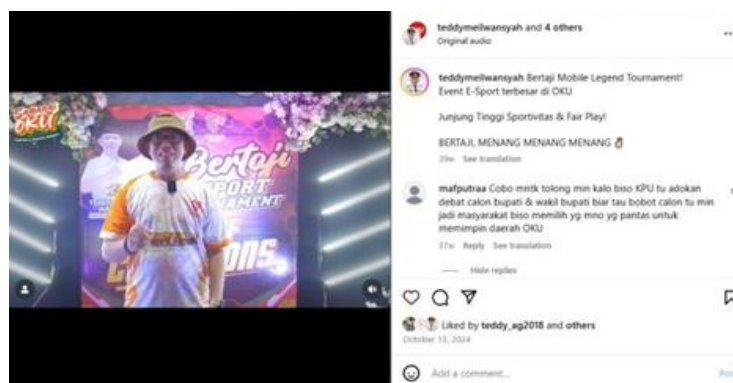 teddymeilwansyah and 4 others
Original audio
teddymeilwansyah Bertaji Mobile Legend Tournament!
Event E-Sport terbesar di OKU
Junjung Tinggi Sportivitas & Fair Play!
BERTAJI, MENANG MENANG MENANG
39w See translation
mafputraa Cobo mntk tolong min kalo biso KPU tu adokan
debat calon bupati & wakil bupati biar tau bobot calon tu min
jadi masyarakat biso memilih yg mno yg pantas untuk
memimpin daerah OKU
37w Reply See translation
Hide replies
Liked by teddy_ag2018 and others
October 13, 2024
Add a comment...
OKU
Bertaji
SPORT